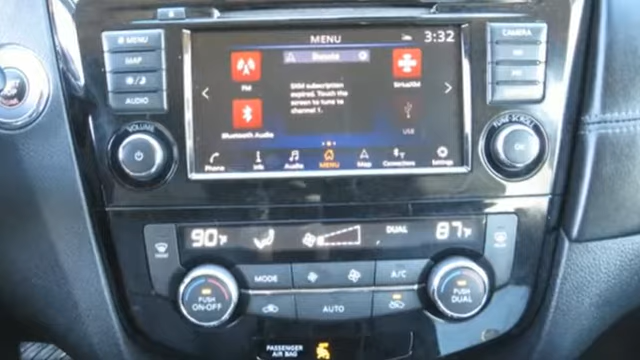 MENU
MAP
AUDIO
VOLUME
MENU 3:32
FM
SXM subscription
expired. Touch the
screen to tune to
channel 1.
SiriusXM
Bluetooth Audio
USB
Phone Info Audio MENU Map Connections Settings
CAMERA
TUNE·SCROLL
OK
90°F DUAL 87°F
PUSH
ON·OFF
MODE A/C
AUTO
PUSH
DUAL
PASSENGER
AIR BAG